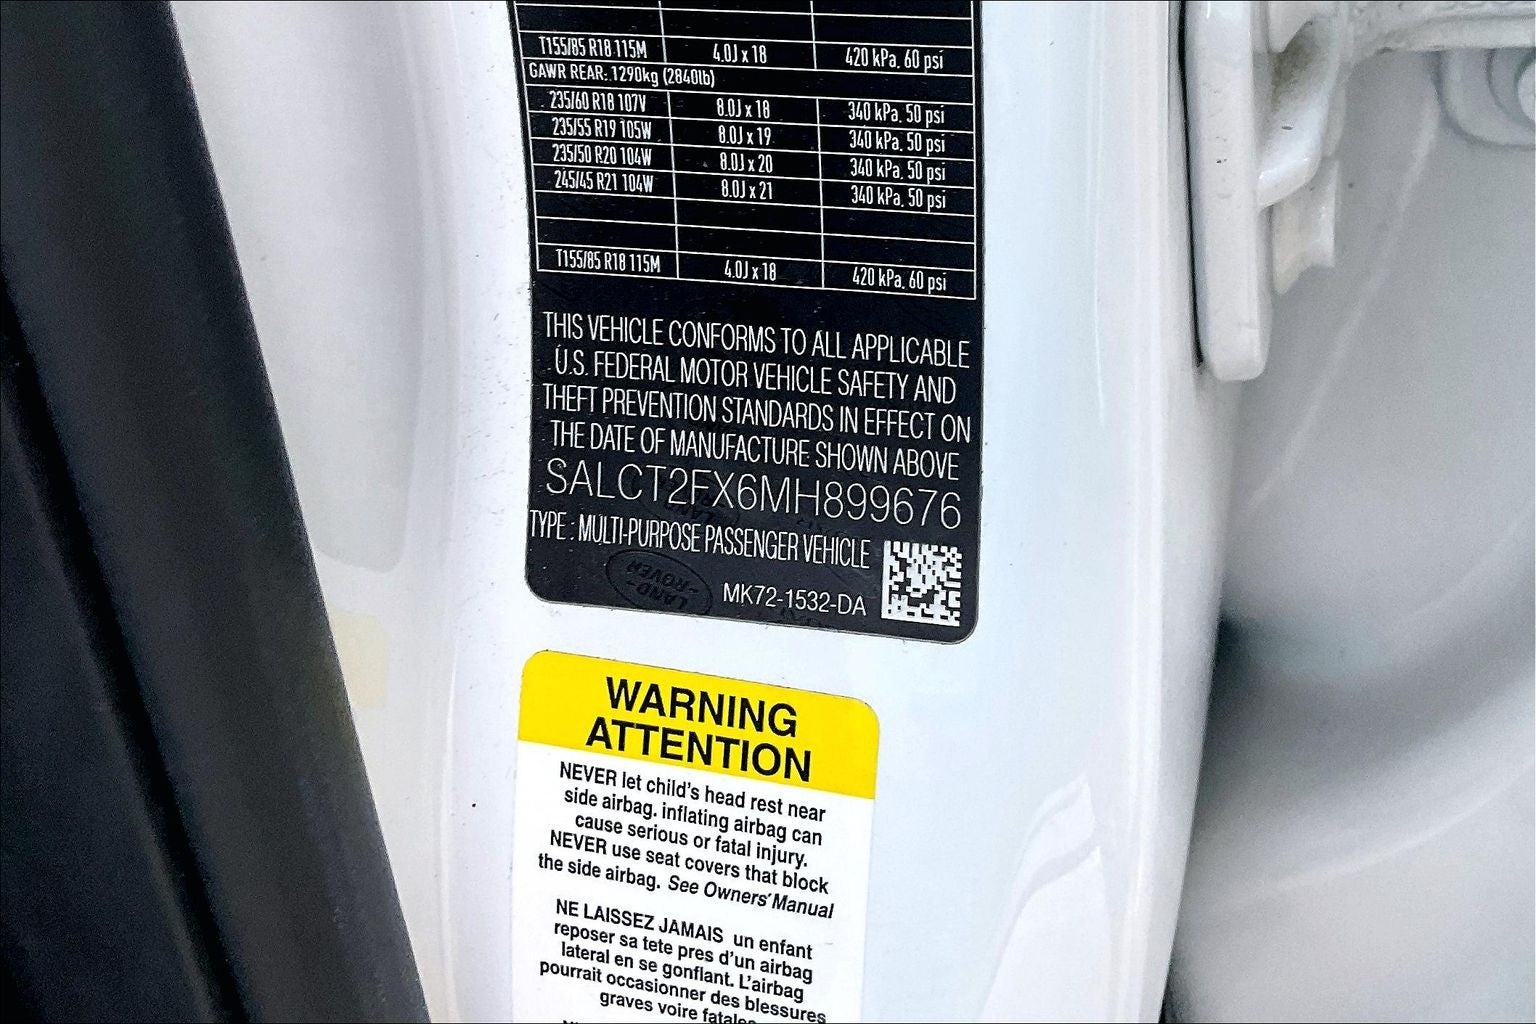 T155/85 R18 115M 4.0J x 18 420 kPa, 60 psi
GAWR REAR: 1290kg (2840lb)
235/60 R18 107V 8.0J x 18 340 kPa, 50 psi
235/55 R19 105W 8.0J x 19 340 kPa, 50 psi
235/50 R20 104W 8.0J x 20 340 kPa, 50 psi
245/45 R21 104W 8.0J x 21 340 kPa, 50 psi
T155/85 R18 115M 4.0J x 18 420 kPa, 60 psi
THIS VEHICLE CONFORMS TO ALL APPLICABLE
U.S. FEDERAL MOTOR VEHICLE SAFETY AND
THEFT PREVENTION STANDARDS IN EFFECT ON
THE DATE OF MANUFACTURE SHOWN ABOVE
SALCT2FX6MH899676
TYPE : MULTI-PURPOSE PASSENGER VEHICLE
LAND-
ROVER
MK72-1532-DA
WARNING
ATTENTION
NEVER let child's head rest near
side airbag. inflating airbag can
cause serious or fatal injury.
NEVER use seat covers that block
the side airbag. See Owners' Manual
NE LAISSEZ JAMAIS un enfant
reposer sa tete pres d'un airbag
lateral en se gonflant. L'airbag
pourrait occasionner des blessures
graves voire fatales